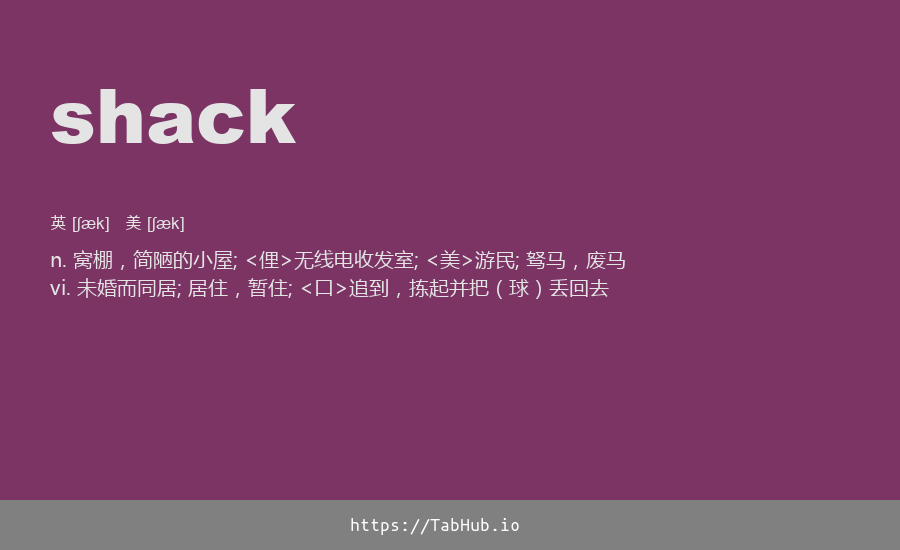 shack
英 [ʃæk] 美 [ʃæk]
n. 窝棚，简陋的小屋; <俚>无线电收发室; <美>游民; 驽马，废马
vi. 未婚而同居; 居住，暂住; <口>追到，拣起并把（球）丢回去
https://TabHub.io